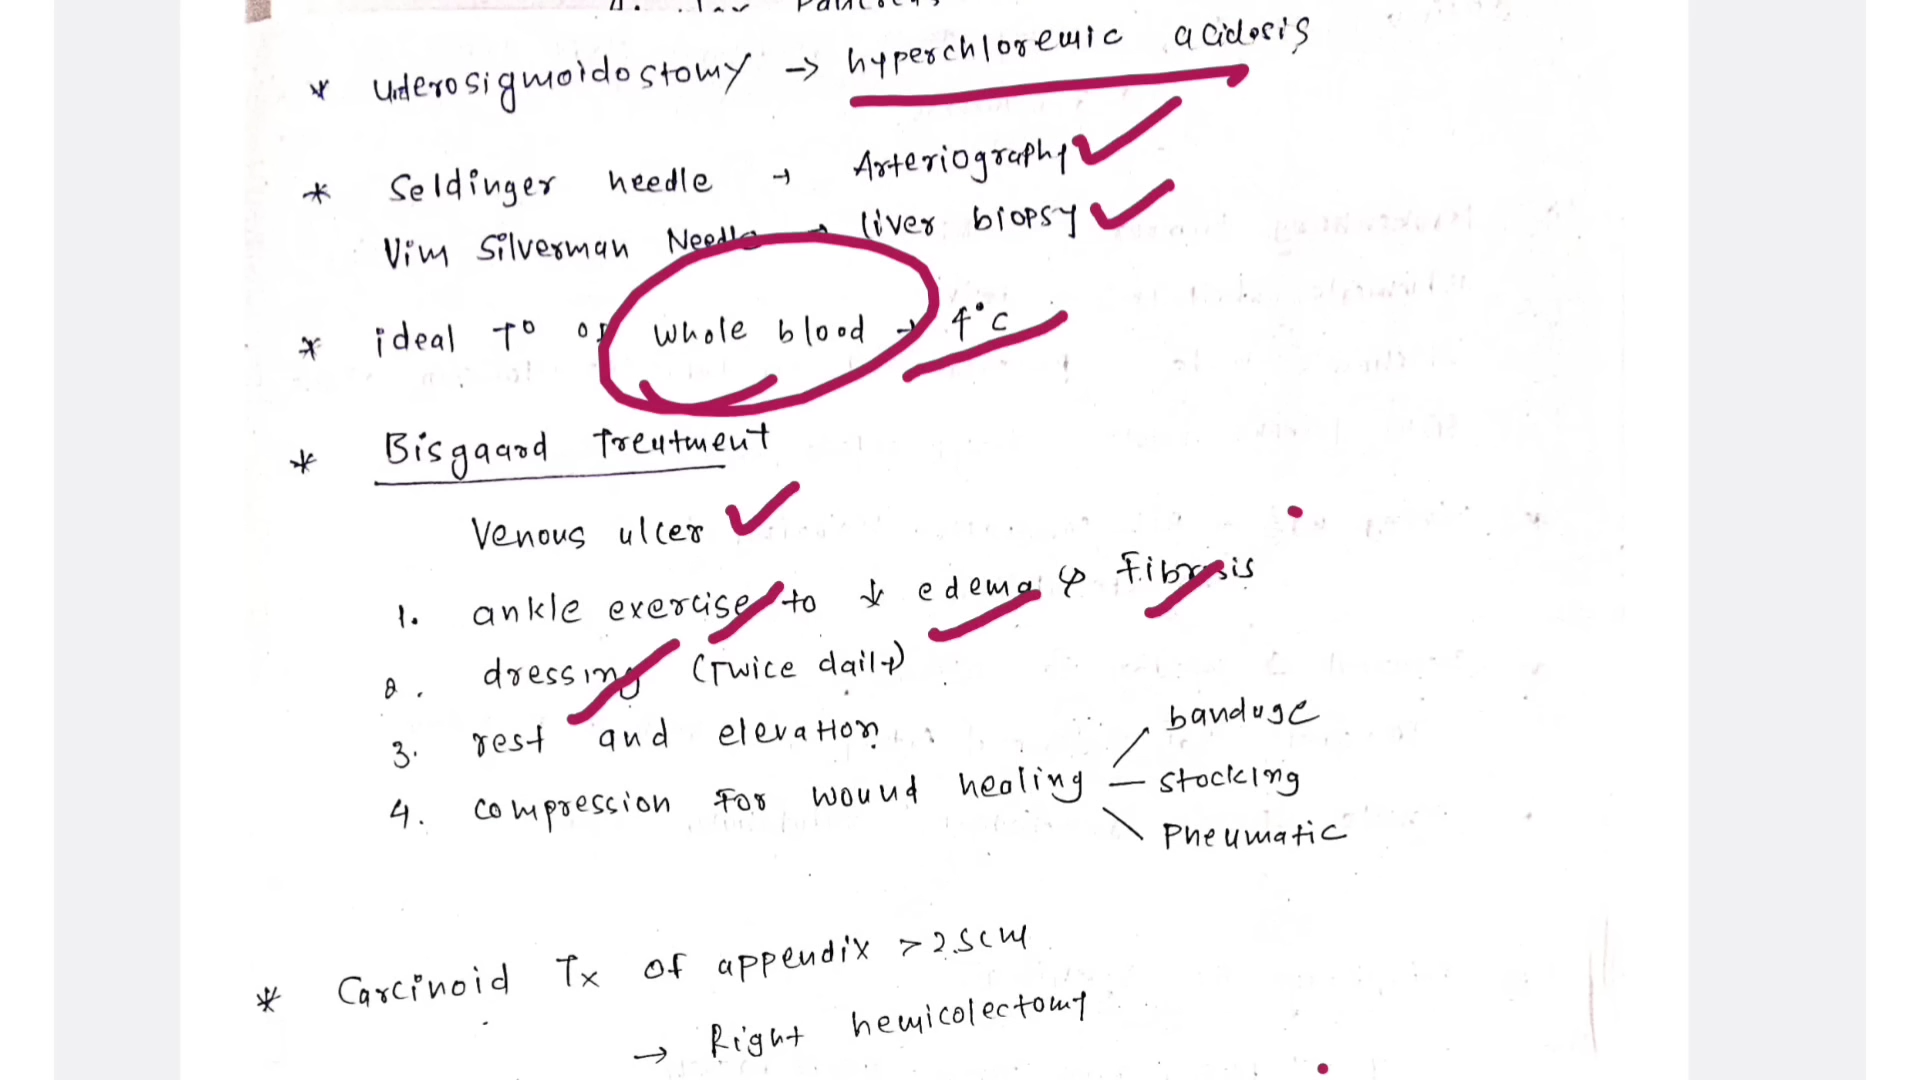 * Uderosigmoidostomy → hyperchloremic acidosis
* Seldinger needle → Arteriography
Vim Silverman Needle → liver biopsy
* ideal T° of whole blood → 4°C
* Bisgaard Treatment
Venous ulcer
1. ankle exercise to ↓ edema & Fibrosis
2. dressing (Twice daily)
3. rest and elevation
4. compression For wound healing
bandage
stocking
Pneumatic
* Carcinoid Tx of appendix > 2.5cm
→ Right hemicolectomy